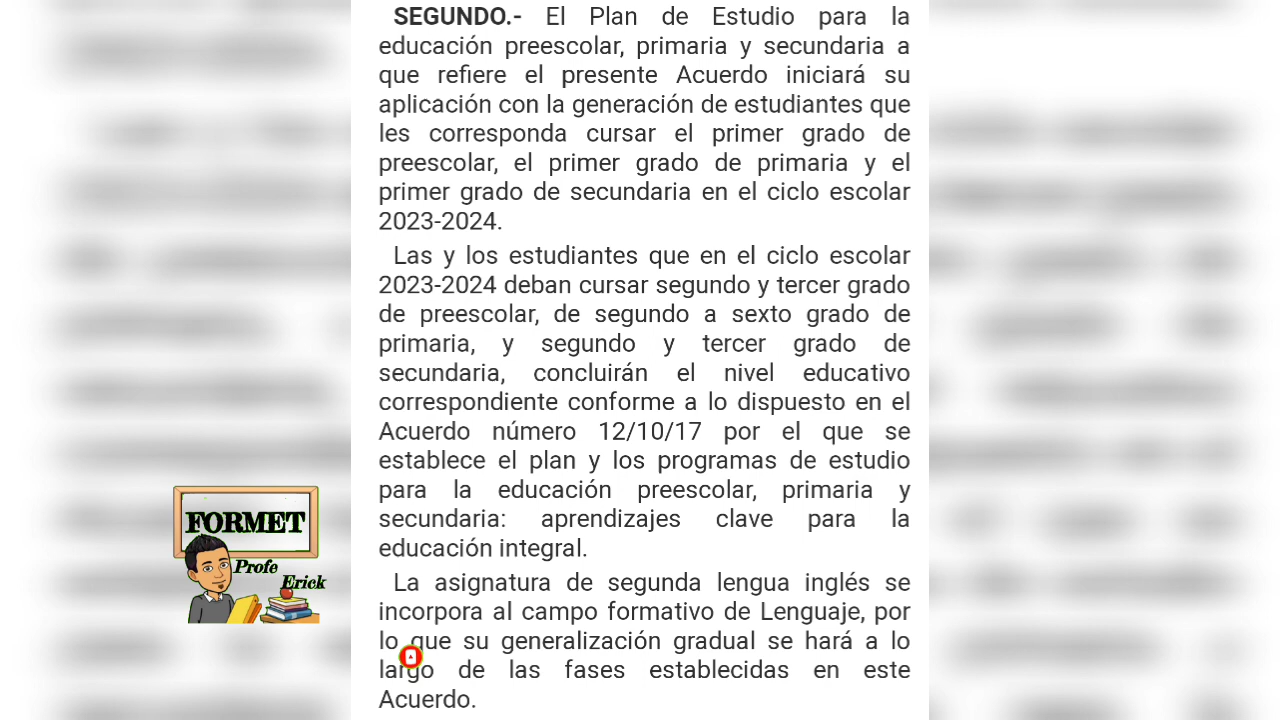 SEGUNDO.- El Plan de Estudio para la
educación preescolar, primaria y secundaria a
que refiere el presente Acuerdo iniciará su
aplicación con la generación de estudiantes que
les corresponda cursar el primer grado de
preescolar, el primer grado de primaria y el
primer grado de secundaria en el ciclo escolar
2023-2024.
Las y los estudiantes que en el ciclo escolar
2023-2024 deban cursar segundo y tercer grado
de preescolar, de segundo a sexto grado de
primaria, y segundo y tercer grado de
secundaria, concluirán el nivel educativo
correspondiente conforme a lo dispuesto en el
Acuerdo número 12/10/17 por el que se
establece el plan y los programas de estudio
para la educación preescolar, primaria y
secundaria: aprendizajes clave para la
educación integral.
La asignatura de segunda lengua inglés se
incorpora al campo formativo de Lenguaje, por
lo que su generalización gradual se hará a lo
largo de las fases establecidas en este
Acuerdo.
FORMET
Profe
Erick